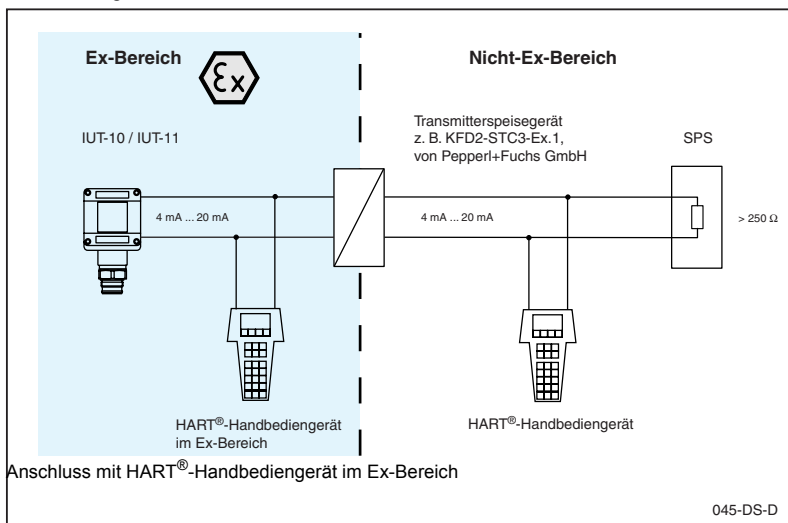 Ex-Bereich
εx
Nicht-Ex-Bereich
IUT-10 / IUT-11
Transmitterspeisegerät
z. B. KFD2-STC3-Ex.1,
von Pepperl+Fuchs GmbH
SPS
4 mA ... 20 mA
4 mA ... 20 mA
> 250 Ω
HART®-Handbediengerät
im Ex-Bereich
HART®-Handbediengerät
Anschluss mit HART®-Handbediengerät im Ex-Bereich
045-DS-D